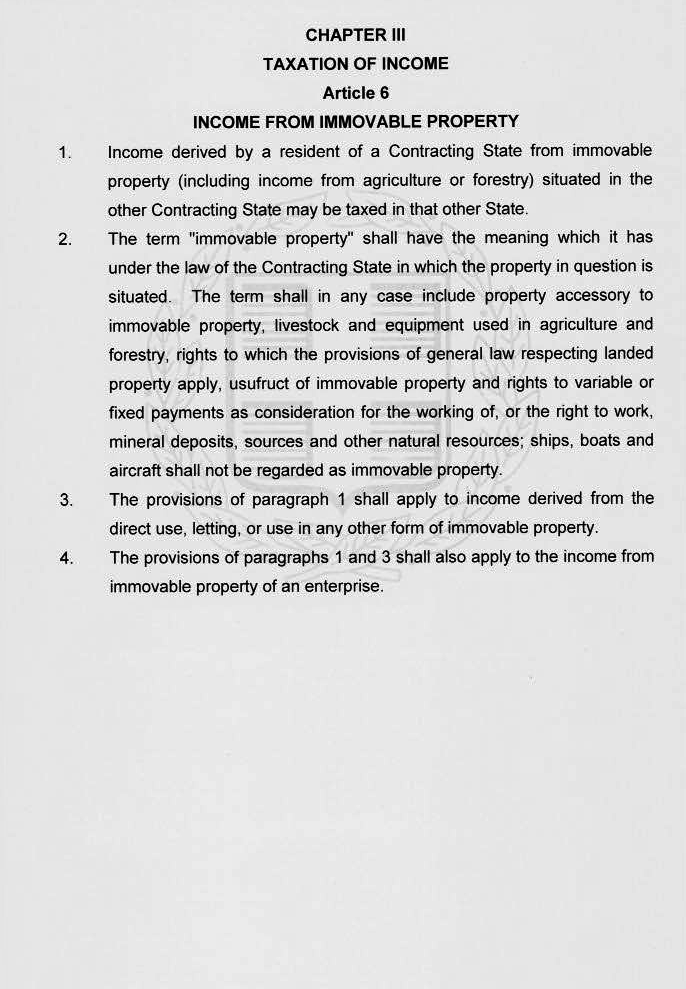 CHAPTER III
TAXATION OF INCOME
Article 6
INCOME FROM IMMOVABLE PROPERTY
1. Income derived by a resident of a Contracting State from immovable
property (including income from agriculture or forestry) situated in the
other Contracting State may be taxed in that other State.
2. The term "immovable property" shall have the meaning which it has
under the law of the Contracting State in which the property in question is
situated. The term shall in any case include property accessory to
immovable property, livestock and equipment used in agriculture and
forestry, rights to which the provisions of general law respecting landed
property apply, usufruct of immovable property and rights to variable or
fixed payments as consideration for the working of, or the right to work,
mineral deposits, sources and other natural resources; ships, boats and
aircraft shall not be regarded as immovable property.
3. The provisions of paragraph 1 shall apply to income derived from the
direct use, letting, or use in any other form of immovable property.
4. The provisions of paragraphs 1 and 3 shall also apply to the income from
immovable property of an enterprise.